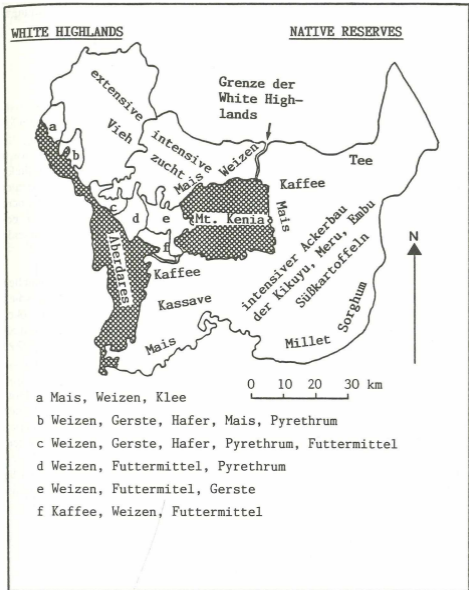 WHITE HIGHLANDS
NATIVE RESERVES
Grenze der
White High-
lands
extensive
Vieh
intensive
zucht
Mais Weizen
Tee
a
b
c
d
e
f
Kaffee
Mais
Mt. Kenia
Aberdares
Kaffee
Kassave
Mais
intensiver Ackerbau
der Kikuyu, Meru, Embu
Süßkartoffeln
Millet Sorghum
N
0 10 20 30 km
a Mais, Weizen, Klee
b Weizen, Gerste, Hafer, Mais, Pyrethrum
c Weizen, Gerste, Hafer, Pyrethrum, Futtermittel
d Weizen, Futtermittel, Pyrethrum
e Weizen, Futtermitel, Gerste
f Kaffee, Weizen, Futtermittel